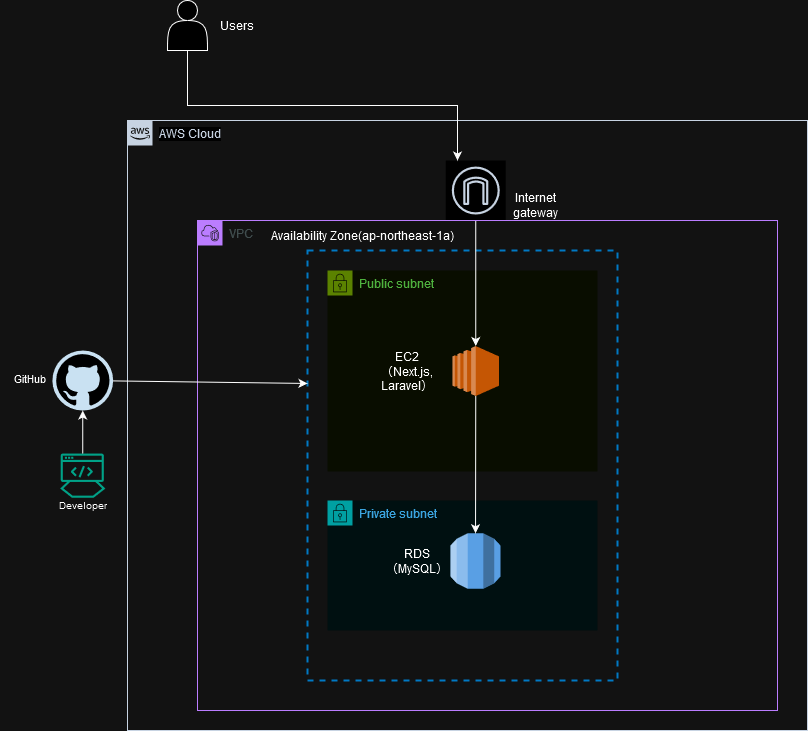 Users
aws
AWS Cloud
Internet
gateway
VPC
Availability Zone(ap-northeast-1a)
Public subnet
EC2
（Next.js,
Laravel）
GitHub
</>
Developer
Private subnet
RDS
（MySQL）